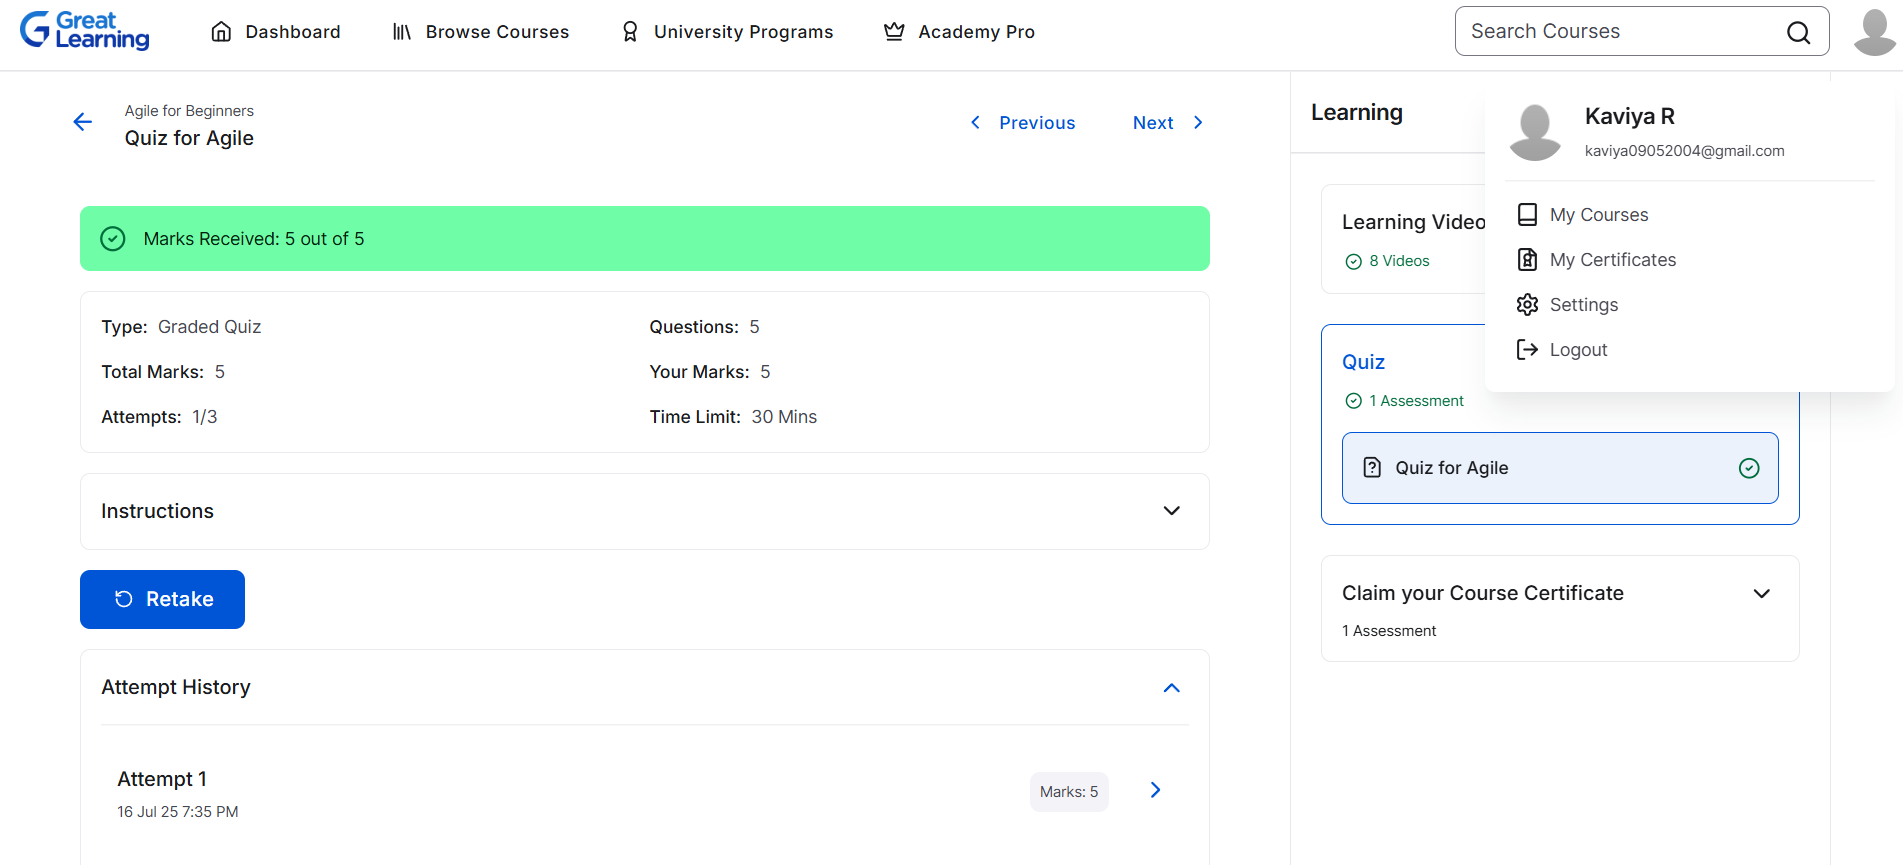 Great Learning
Dashboard
Browse Courses
University Programs
Academy Pro
Search Courses
Agile for Beginners
Quiz for Agile
Previous
Next
Marks Received: 5 out of 5
Type: Graded Quiz
Questions: 5
Total Marks: 5
Your Marks: 5
Attempts: 1/3
Time Limit: 30 Mins
Instructions
Retake
Attempt History
Attempt 1
16 Jul 25 7:35 PM
Marks: 5
Learning
Learning Video
8 Videos
Quiz
1 Assessment
Quiz for Agile
Claim your Course Certificate
1 Assessment
Kaviya R
kaviya09052004@gmail.com
My Courses
My Certificates
Settings
Logout